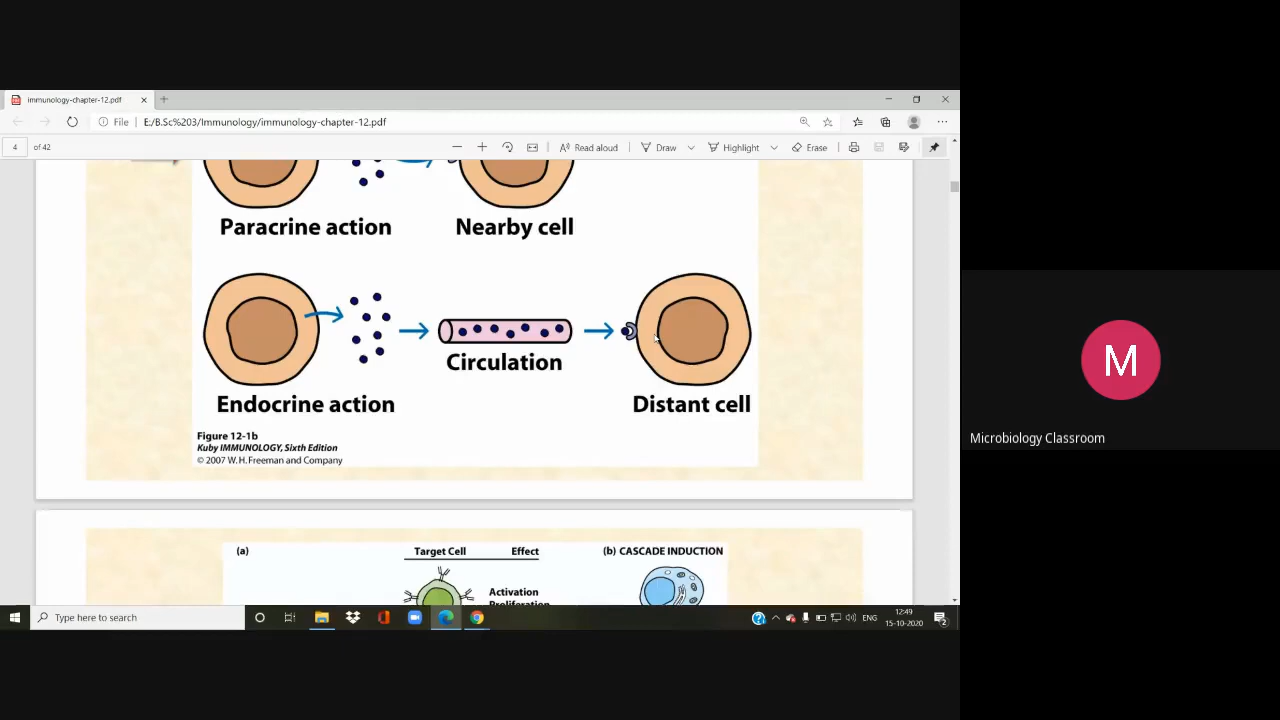 immunology-chapter-12.pdf
File E:/B.Sc%203/Immunology/immunology-chapter-12.pdf
4 of 42 Read aloud Draw Highlight Erase
Paracrine action Nearby cell
Circulation
Endocrine action Distant cell
Figure 12-1b
Kuby IMMUNOLOGY, Sixth Edition
© 2007 W.H. Freeman and Company
(a) Target Cell Effect (b) CASCADE INDUCTION
Activation
Proliferation
M
Microbiology Classroom
Type here to search
ENG
12:49
15-10-2020
2